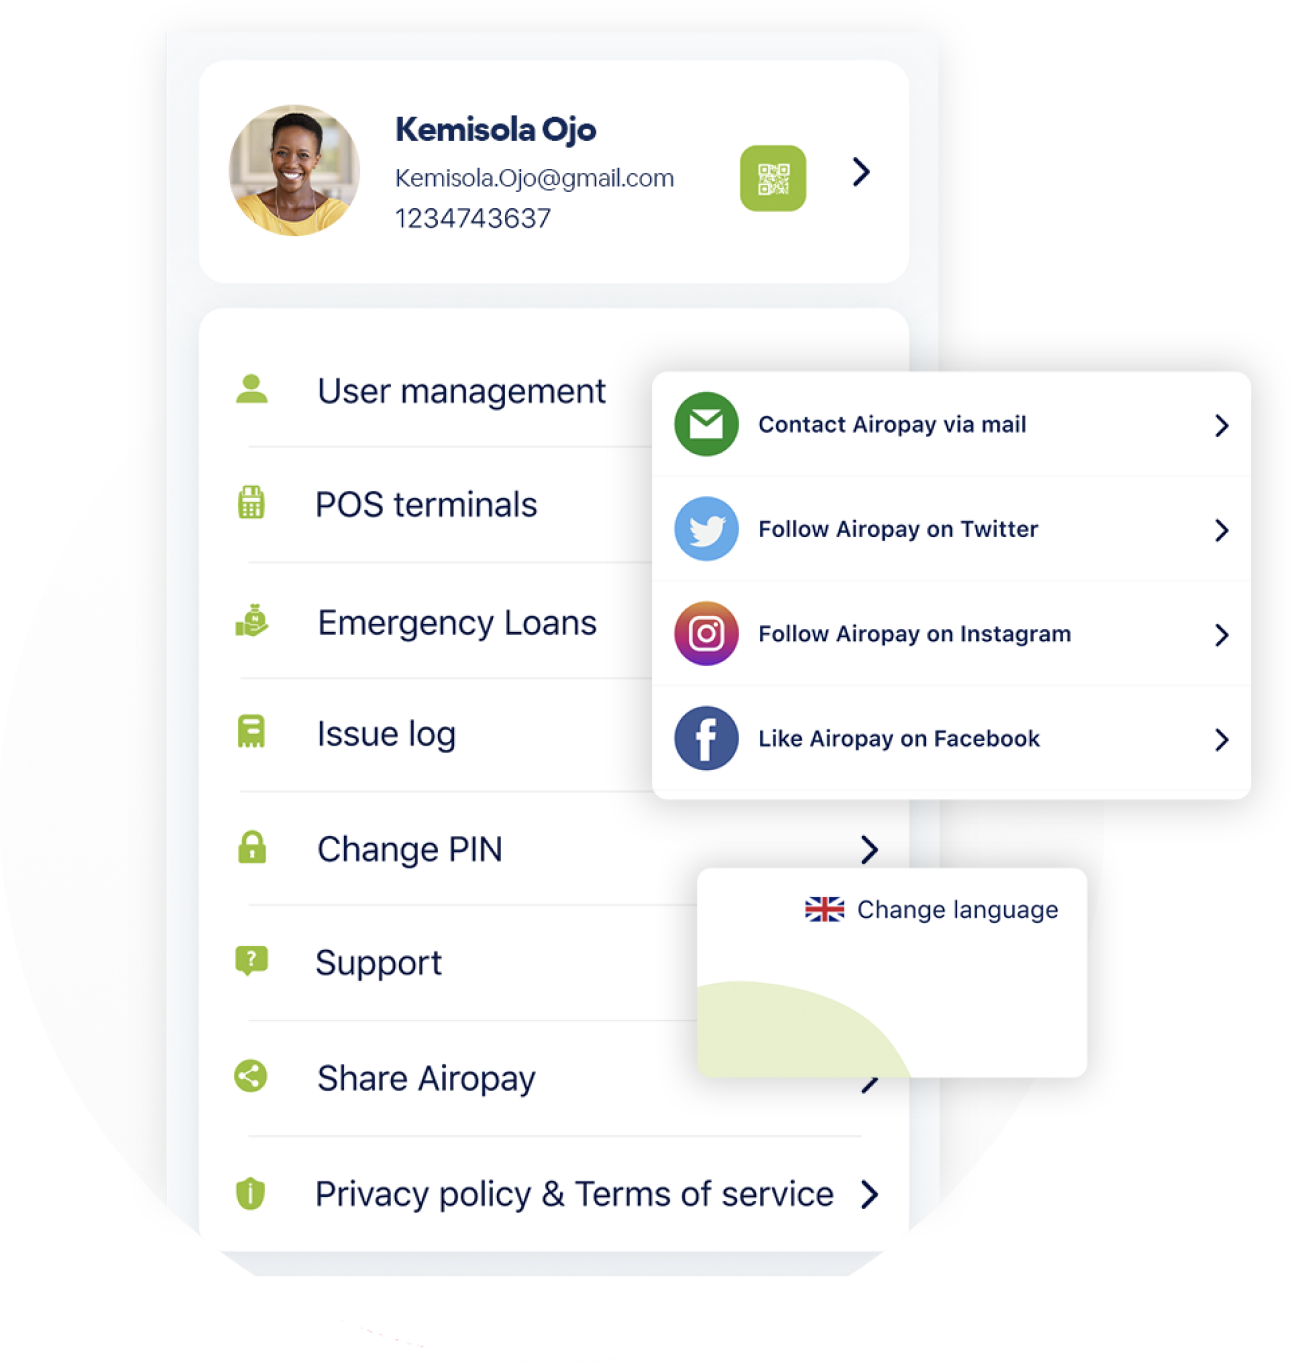 Kemisola Ojo
Kemisola.Ojo@gmail.com
1234743637
User management
POS terminals
Emergency Loans
Issue log
Change PIN
Support
Share Airopay
Privacy policy & Terms of service
Contact Airopay via mail
Follow Airopay on Twitter
Follow Airopay on Instagram
Like Airopay on Facebook
Change language